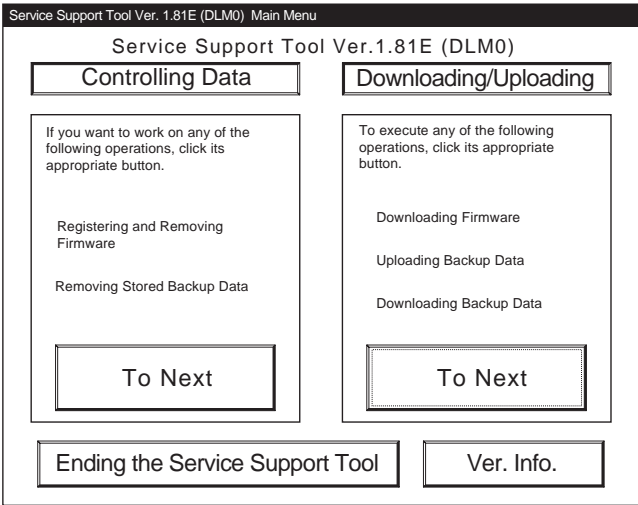 Service Support Tool Ver. 1.81E (DLM0) Main Menu
Service Support Tool Ver.1.81E (DLM0)
Controlling Data
If you want to work on any of the
following operations, click its
appropriate button.
Registering and Removing
Firmware
Removing Stored Backup Data
To Next
Downloading/Uploading
To execute any of the following
operations, click its appropriate
button.
Downloading Firmware
Uploading Backup Data
Downloading Backup Data
To Next
Ending the Service Support Tool
Ver. Info.